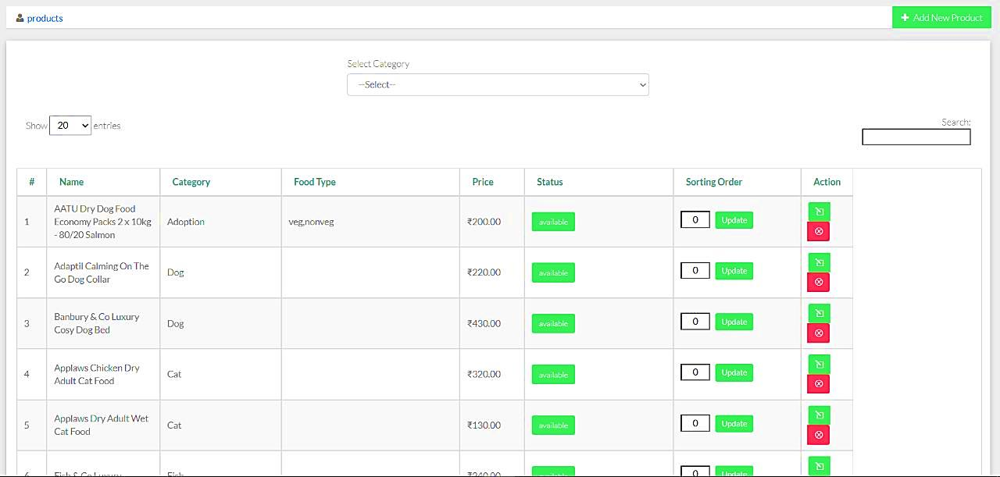 products
Add New Product
Select Category
--Select--
Show 20 entries
Search:
# Name Category Food Type Price Status Sorting Order Action
1 AATU Dry Dog Food Economy Packs 2 x 10kg - 80/20 Salmon Adoption veg,nonveg ₹200.00 available 0 Update
2 Adaptil Calming On The Go Dog Collar Dog ₹220.00 available 0 Update
3 Banbury & Co Luxury Cosy Dog Bed Dog ₹430.00 available 0 Update
4 Applaws Chicken Dry Adult Cat Food Cat ₹320.00 available 0 Update
5 Applaws Dry Adult Wet Cat Food Cat ₹130.00 available 0 Update
6 Fish & Co Luxury Fish ₹240.00 available 0 Update